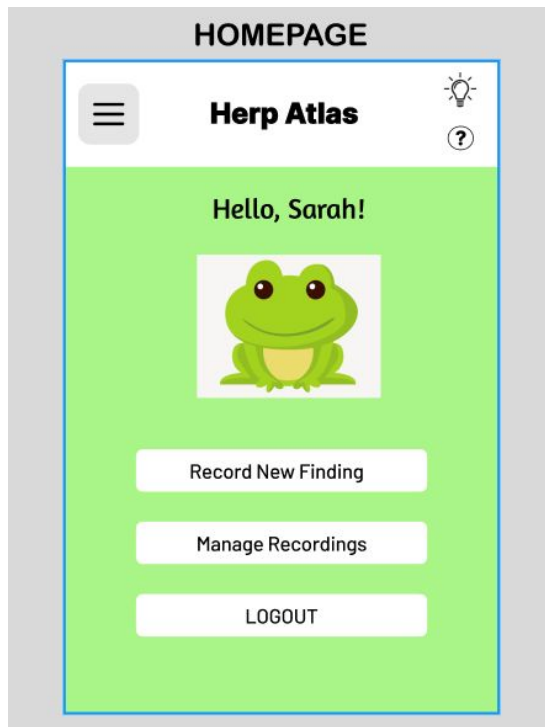 HOMEPAGE
Herp Atlas
?
Hello, Sarah!
Record New Finding
Manage Recordings
LOGOUT